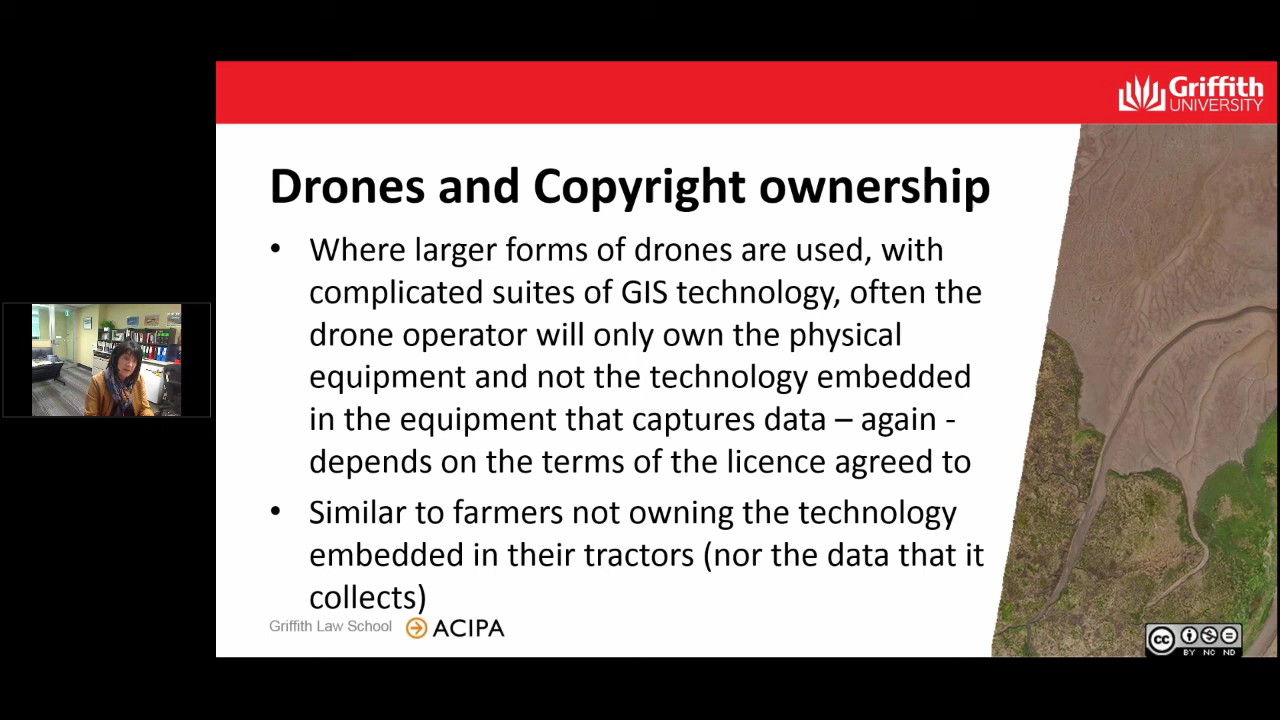 Griffith
UNIVERSITY
Drones and Copyright ownership
• Where larger forms of drones are used, with
complicated suites of GIS technology, often the
drone operator will only own the physical
equipment and not the technology embedded
in the equipment that captures data – again -
depends on the terms of the licence agreed to
• Similar to farmers not owning the technology
embedded in their tractors (nor the data that it
collects)
Griffith Law School ACIPA
cc
BY NC ND